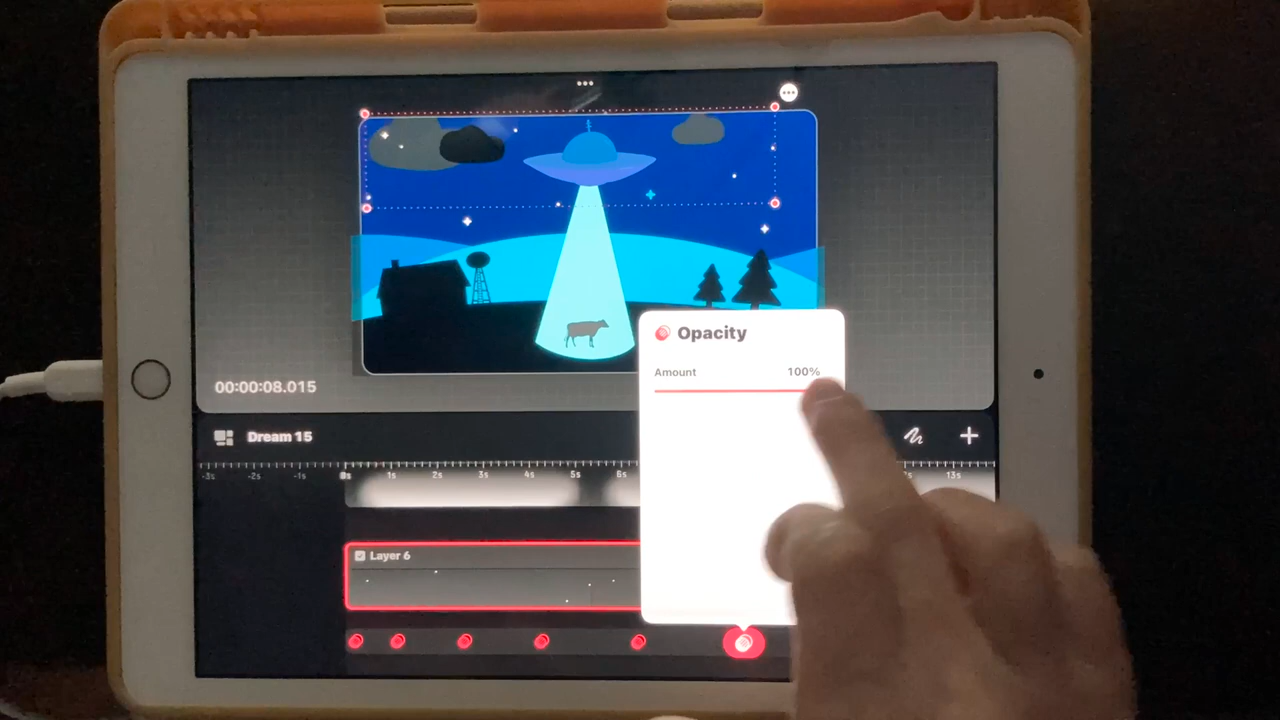 Opacity
Amount 100%
00:00:08.015
Dream 15
-3s -2s -1s 0s 1s 2s 3s 4s 5s 6s 13s
Layer 6